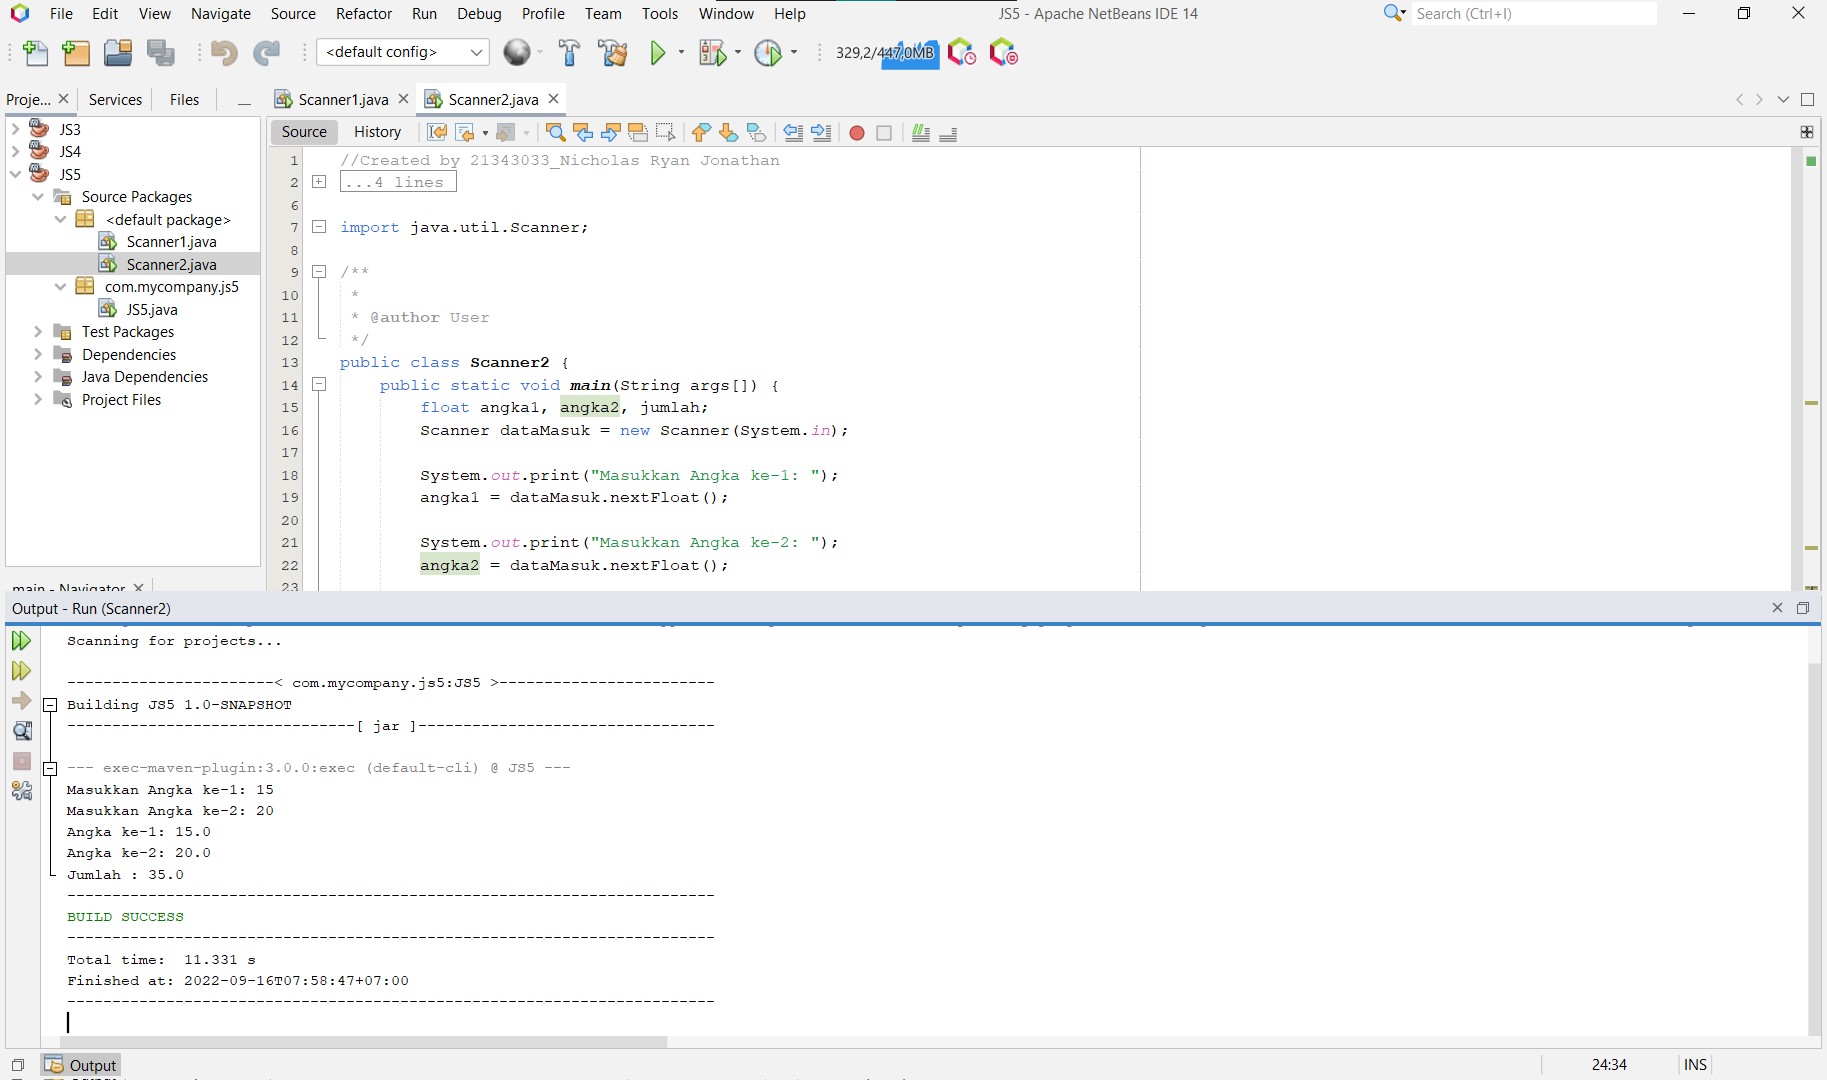 File Edit View Navigate Source Refactor Run Debug Profile Team Tools Window Help JS5 - Apache NetBeans IDE 14 Search (Ctrl+I)
<default config> 329,2/447,0MB
Proje... Services Files Scanner1.java Scanner2.java
Source History
JS3
JS4
JS5
Source Packages
<default package>
Scanner1.java
Scanner2.java
com.mycompany.js5
JS5.java
Test Packages
Dependencies
Java Dependencies
Project Files
main - Navigator
1 //Created by 21343033_Nicholas Ryan Jonathan
2 ...4 lines
6
7 import java.util.Scanner;
8
9 /**
10 *
11 * @author User
12 */
13 public class Scanner2 {
14 public static void main(String args[]) {
15 float angka1, angka2, jumlah;
16 Scanner dataMasuk = new Scanner(System.in);
17
18 System.out.print("Masukkan Angka ke-1: ");
19 angka1 = dataMasuk.nextFloat();
20
21 System.out.print("Masukkan Angka ke-2: ");
22 angka2 = dataMasuk.nextFloat();
23
Output - Run (Scanner2)
Scanning for projects...
-----------------------< com.mycompany.js5:JS5 >------------------------
Building JS5 1.0-SNAPSHOT
--------------------------------[ jar ]---------------------------------
--- exec-maven-plugin:3.0.0:exec (default-cli) @ JS5 ---
Masukkan Angka ke-1: 15
Masukkan Angka ke-2: 20
Angka ke-1: 15.0
Angka ke-2: 20.0
Jumlah : 35.0
------------------------------------------------------------------------
BUILD SUCCESS
------------------------------------------------------------------------
Total time:  11.331 s
Finished at: 2022-09-16T07:58:47+07:00
------------------------------------------------------------------------
Output 24:34 INS